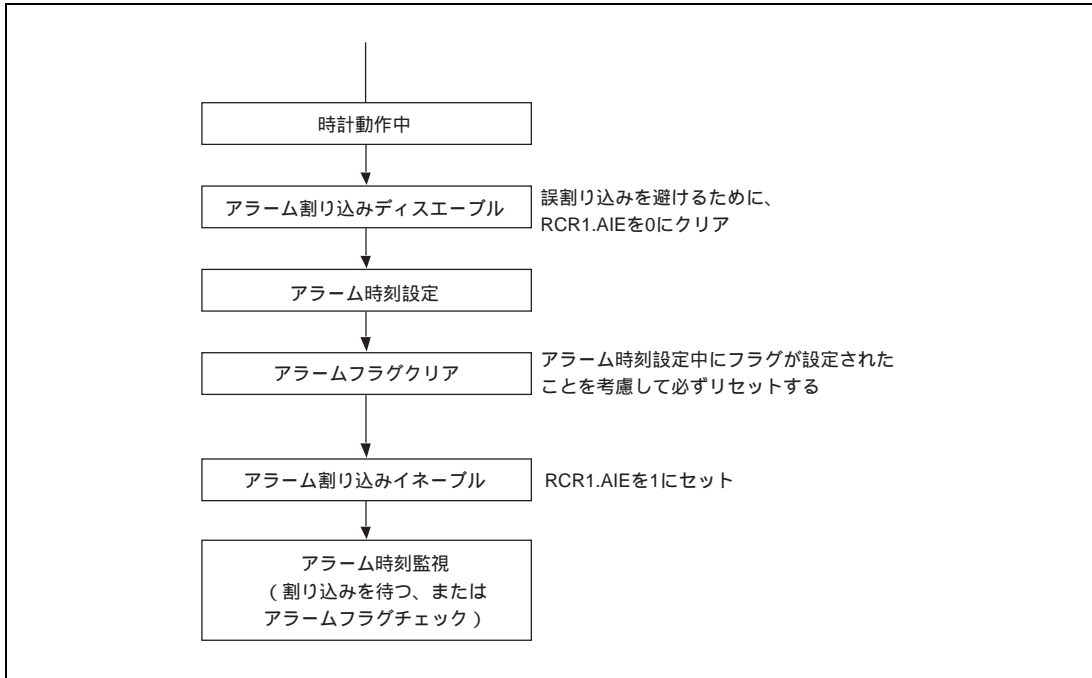 時計動作中
アラーム割り込みディスエーブル
誤割り込みを避けるために、
RCR1.AIEを0にクリア
アラーム時刻設定
アラームフラグクリア
アラーム時刻設定中にフラグが設定された
ことを考慮して必ずリセットする
アラーム割り込みイネーブル
RCR1.AIEを1にセット
アラーム時刻監視
(割り込みを待つ、または
アラームフラグチェック)